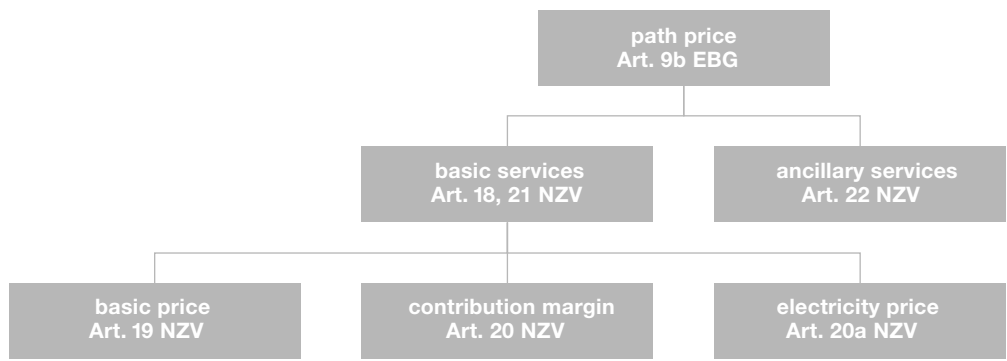 path price
Art. 9b EBG
basic services
Art. 18, 21 NZV
ancillary services
Art. 22 NZV
basic price
Art. 19 NZV
contribution margin
Art. 20 NZV
electricity price
Art. 20a NZV